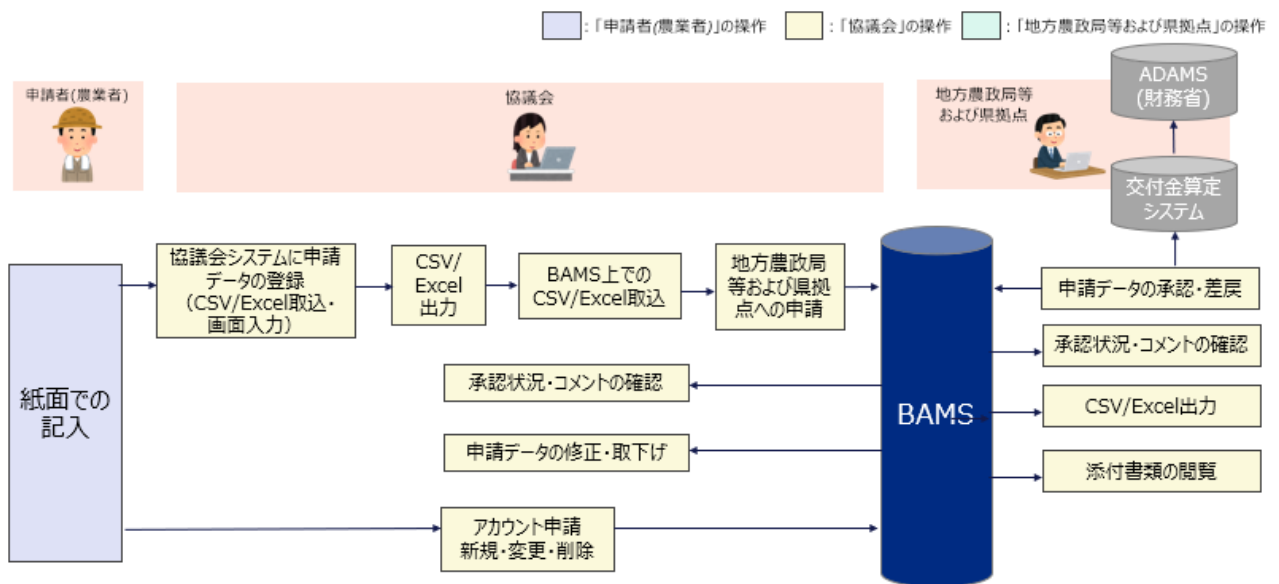 ：「申請者(農業者)」の操作
：「協議会」の操作
：「地方農政局等および県拠点」の操作
申請者(農業者)
協議会
地方農政局等
および県拠点
ADAMS
(財務省)
交付金算定
システム
紙面での
記入
協議会システムに申請
データの登録
（CSV/Excel取込・
画面入力）
CSV/
Excel
出力
BAMS上での
CSV/Excel取込
地方農政局
等および県拠
点への申請
承認状況・コメントの確認
申請データの修正・取下げ
アカウント申請
新規・変更・削除
BAMS
申請データの承認・差戻
承認状況・コメントの確認
CSV/Excel出力
添付書類の閲覧